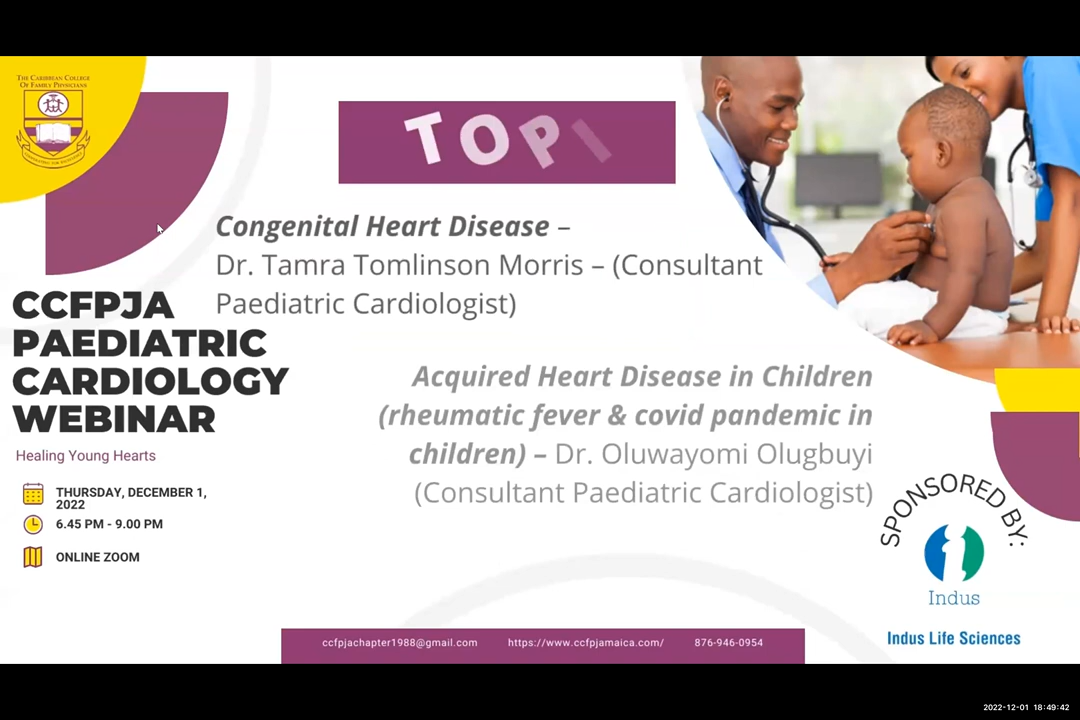 THE CARIBBEAN COLLEGE
OF FAMILY PHYSICIANS
TOPI
Congenital Heart Disease –
Dr. Tamra Tomlinson Morris – (Consultant
Paediatric Cardiologist)
CCFPJA
PAEDIATRIC
CARDIOLOGY
WEBINAR
Healing Young Hearts
THURSDAY, DECEMBER 1,
2022
6.45 PM - 9.00 PM
ONLINE ZOOM
Acquired Heart Disease in Children
(rheumatic fever & covid pandemic in
children) – Dr. Oluwayomi Olugbuyi
(Consultant Paediatric Cardiologist)
SPONSORED BY:
Indus
Indus Life Sciences
ccfpjachapter1988@gmail.com https://www.ccfpjamaica.com/ 876-946-0954
2022-12-01 18:49:42